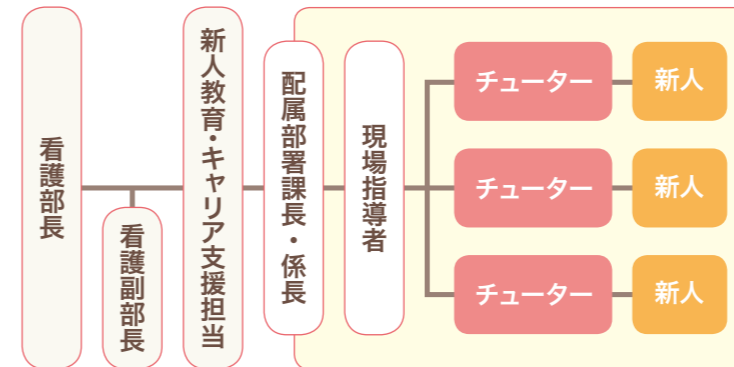 看護部長
看護副部長
新人教育・キャリア支援担当
配属部署課長・係長
現場指導者
チューター
新人
チューター
新人
チューター
新人